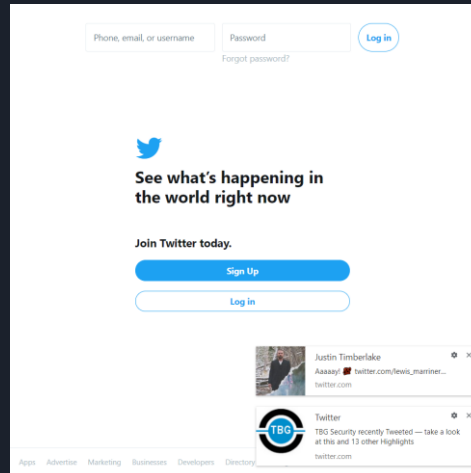 Phone, email, or username
Password
Log in
Forgot password?
See what's happening in
the world right now
Join Twitter today.
Sign Up
Log in
Justin Timberlake
Aaaaay! twitter.com/lewis_marriner...
twitter.com
TBG
Twitter
TBG Security recently Tweeted — take a look
at this and 13 other Highlights
twitter.com
Apps Advertise Marketing Businesses Developers Directory